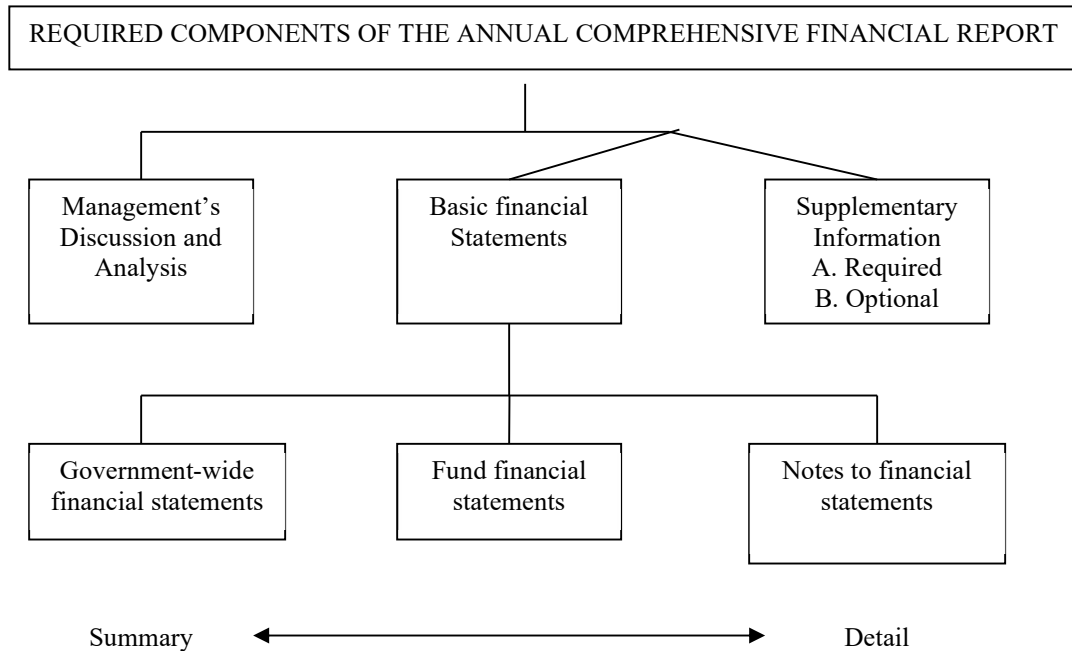 REQUIRED COMPONENTS OF THE ANNUAL COMPREHENSIVE FINANCIAL REPORT
Management’s
Discussion and
Analysis
Basic financial
Statements
Supplementary
Information
A. Required
B. Optional
Government-wide
financial statements
Fund financial
statements
Notes to financial
statements
Summary
Detail